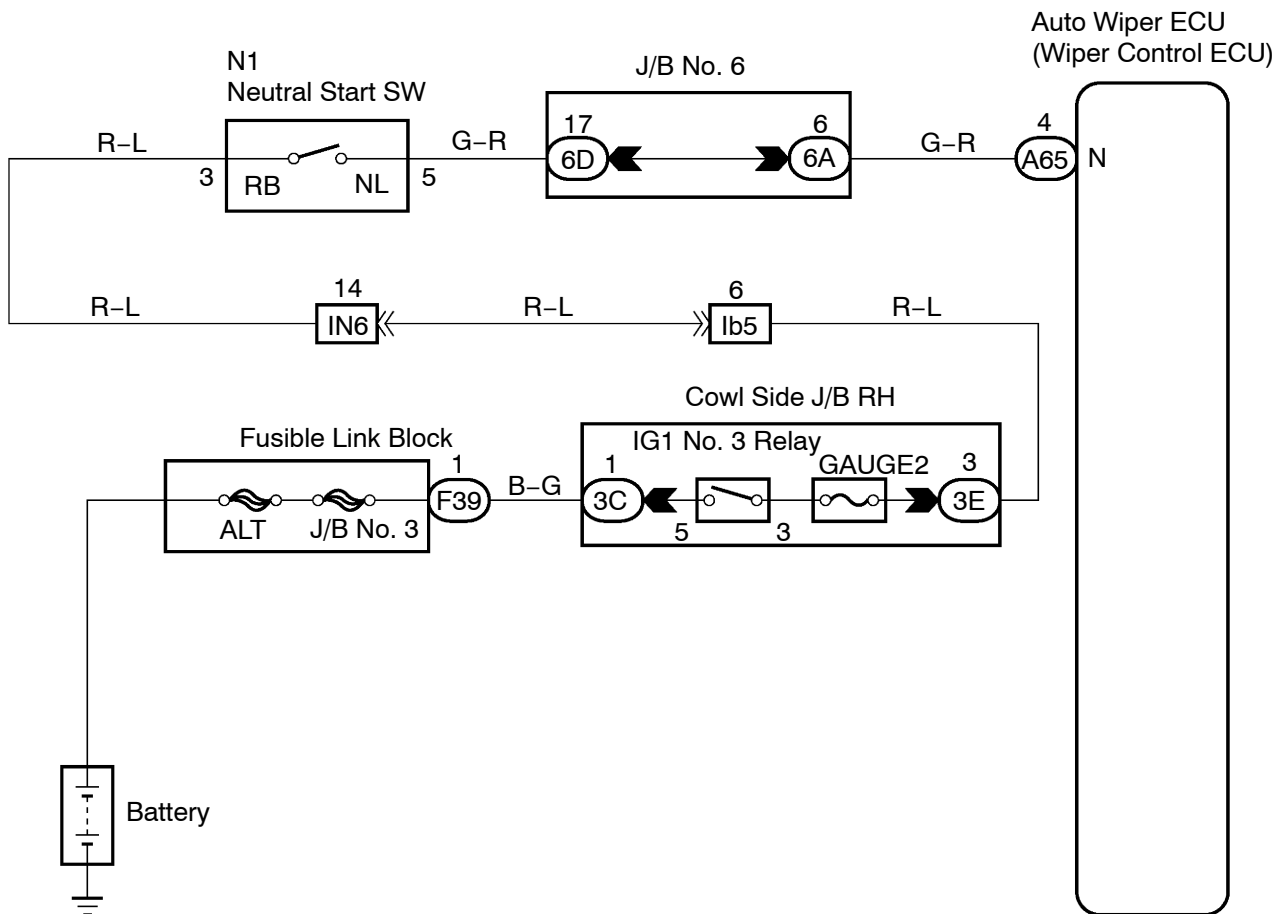 Auto Wiper ECU
(Wiper Control ECU)
N1
Neutral Start SW
J/B No. 6
R–L
3
RB
NL
5
G–R
17
6D
6
6A
G–R
4
A65
N
R–L
14
IN6
R–L
6
Ib5
R–L
Cowl Side J/B RH
Fusible Link Block
IG1 No. 3 Relay
GAUGE2
ALT
J/B No. 3
1
F39
B–G
1
3C
5
3
3
3E
Battery